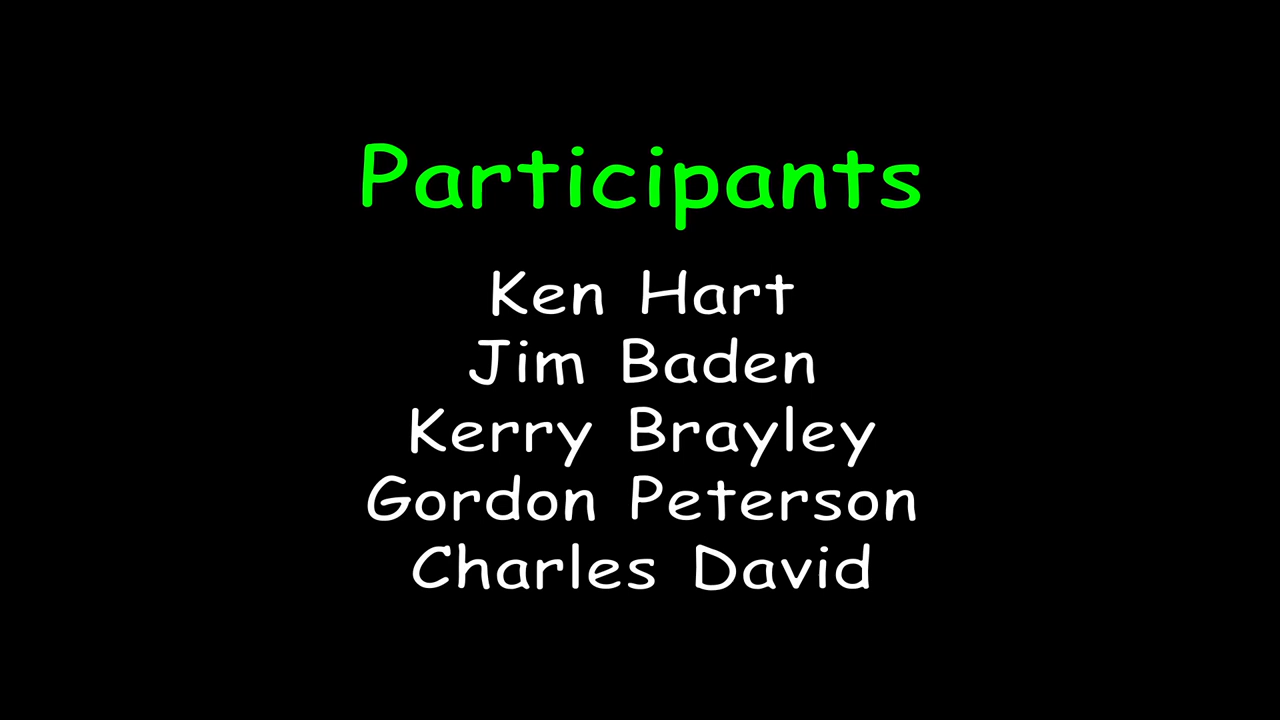 Participants
Ken Hart
Jim Baden
Kerry Brayley
Gordon Peterson
Charles David